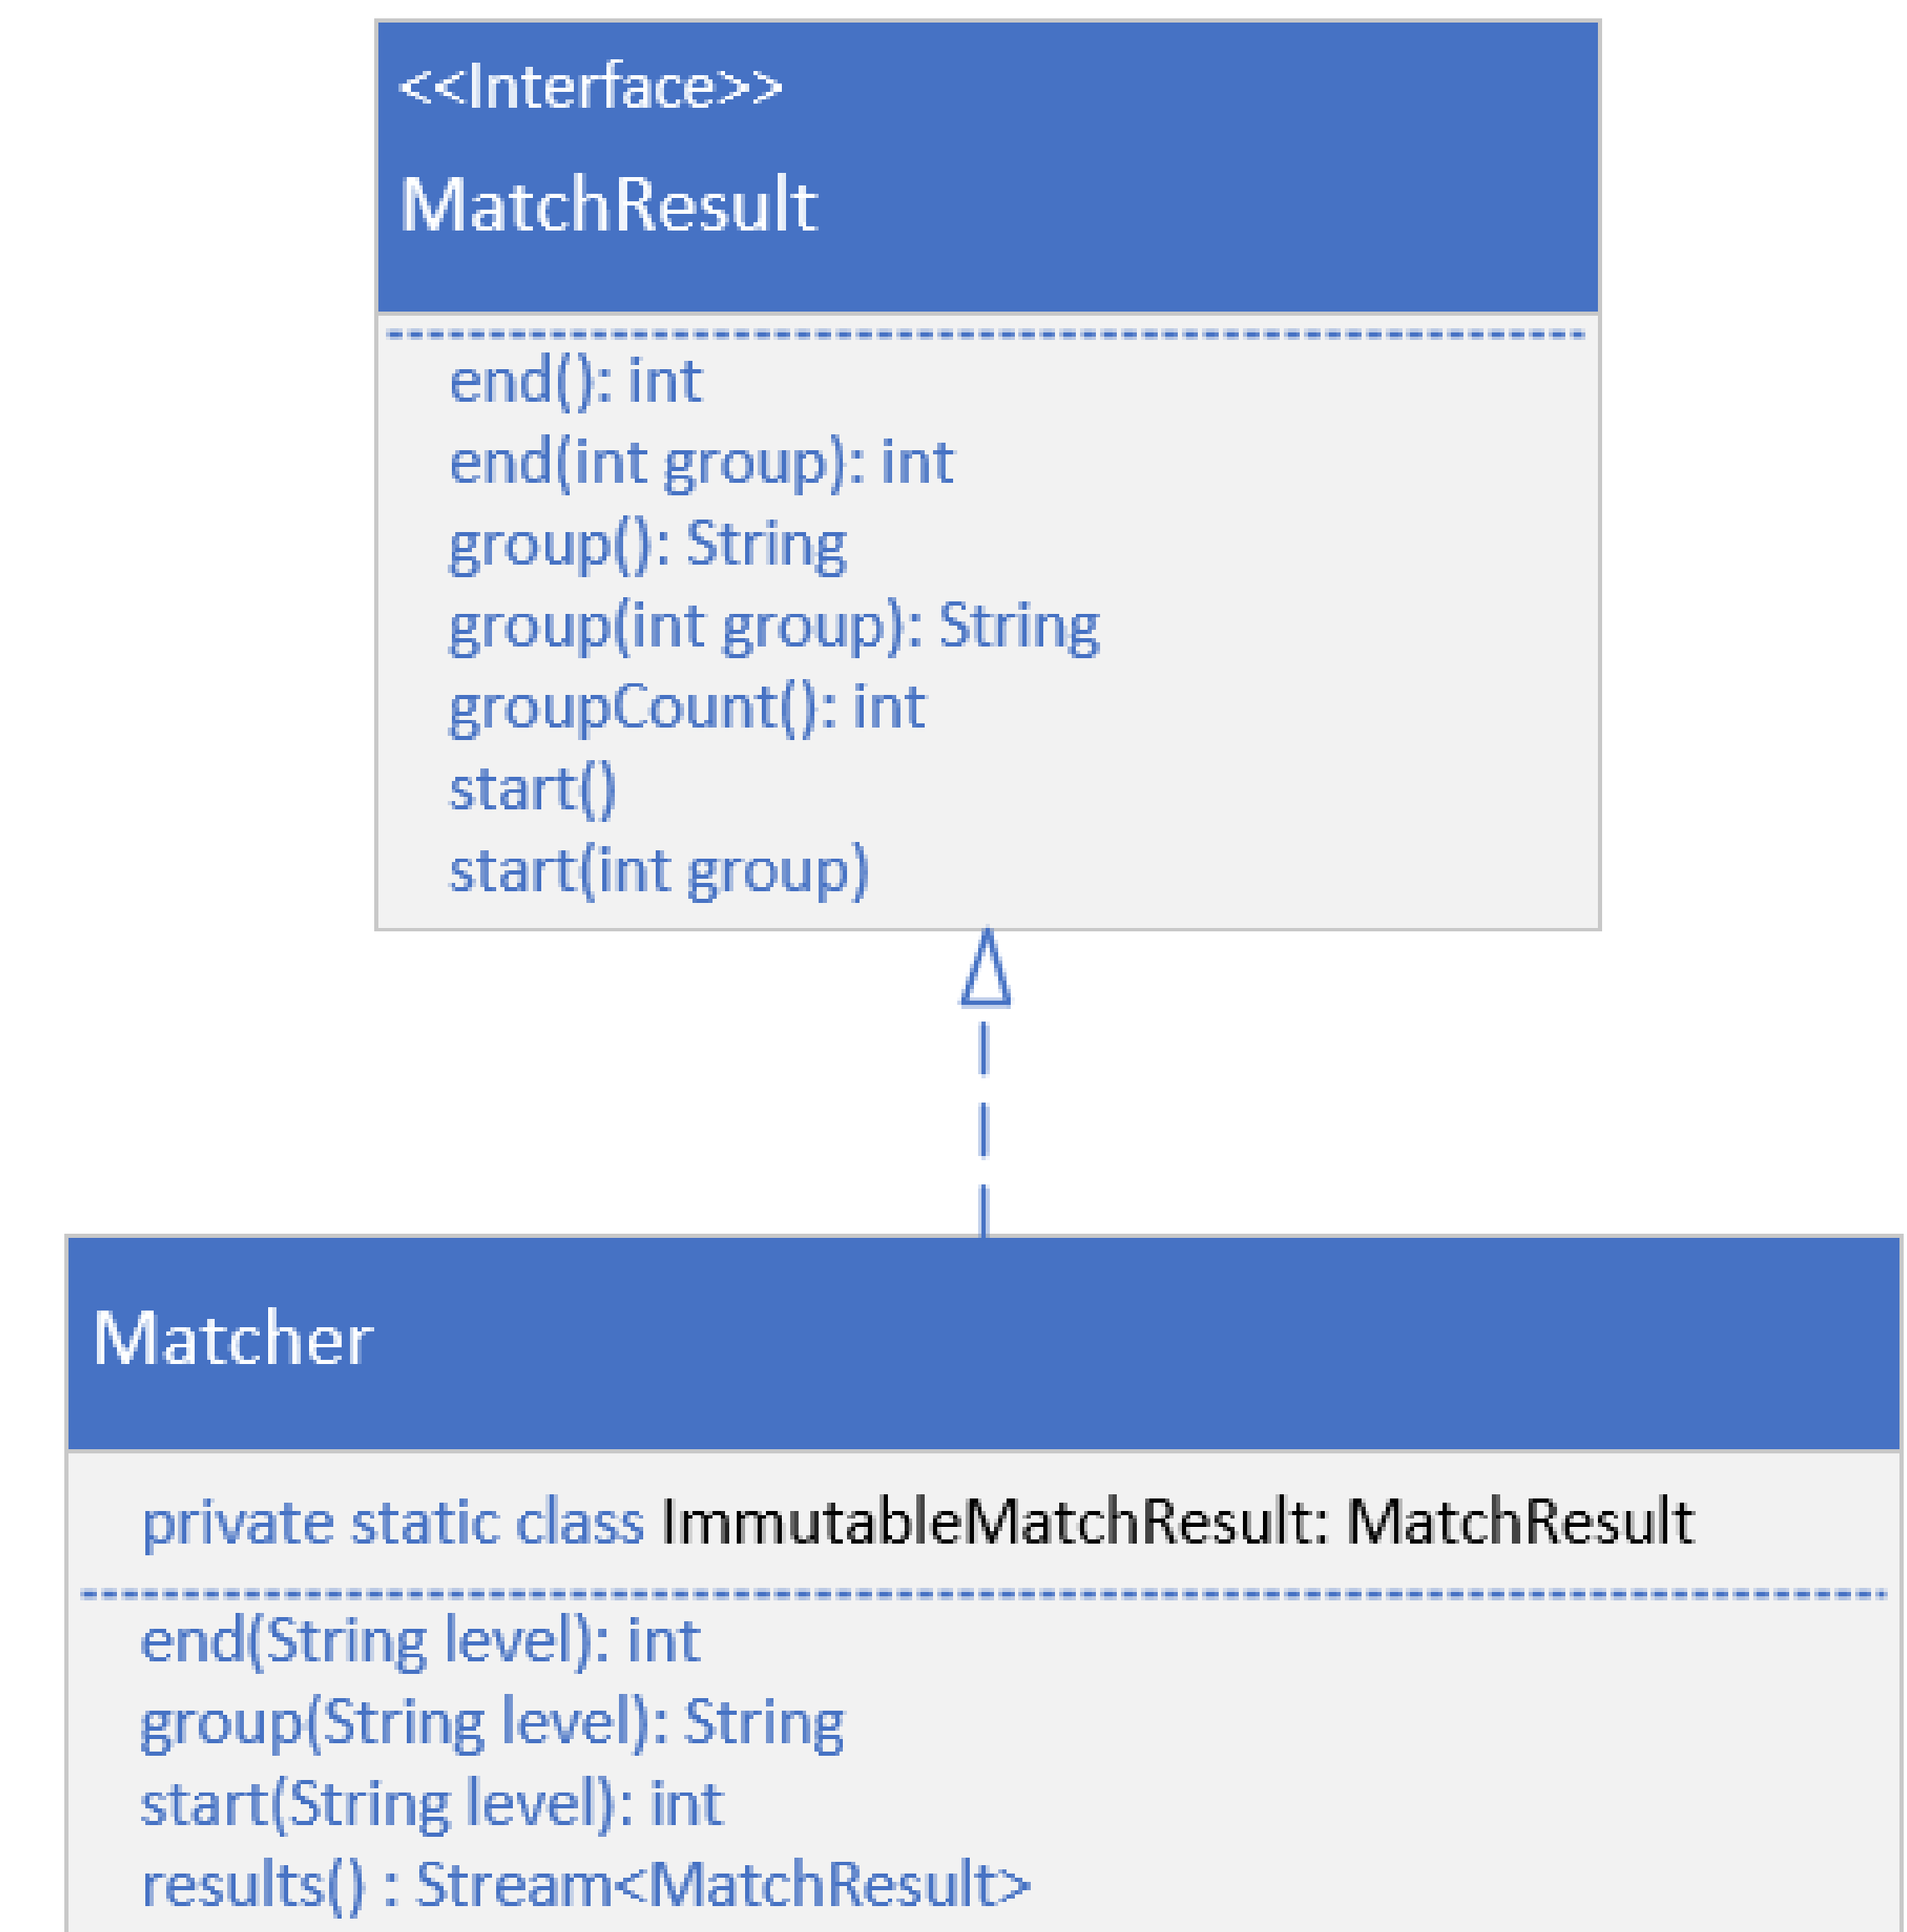 <<Interface>>
MatchResult
end(): int
end(int group): int
group(): String
group(int group): String
groupCount(): int
start()
start(int group)
Matcher
private static class ImmutableMatchResult: MatchResult
end(String level): int
group(String level): String
start(String level): int
results() : Stream<MatchResult>